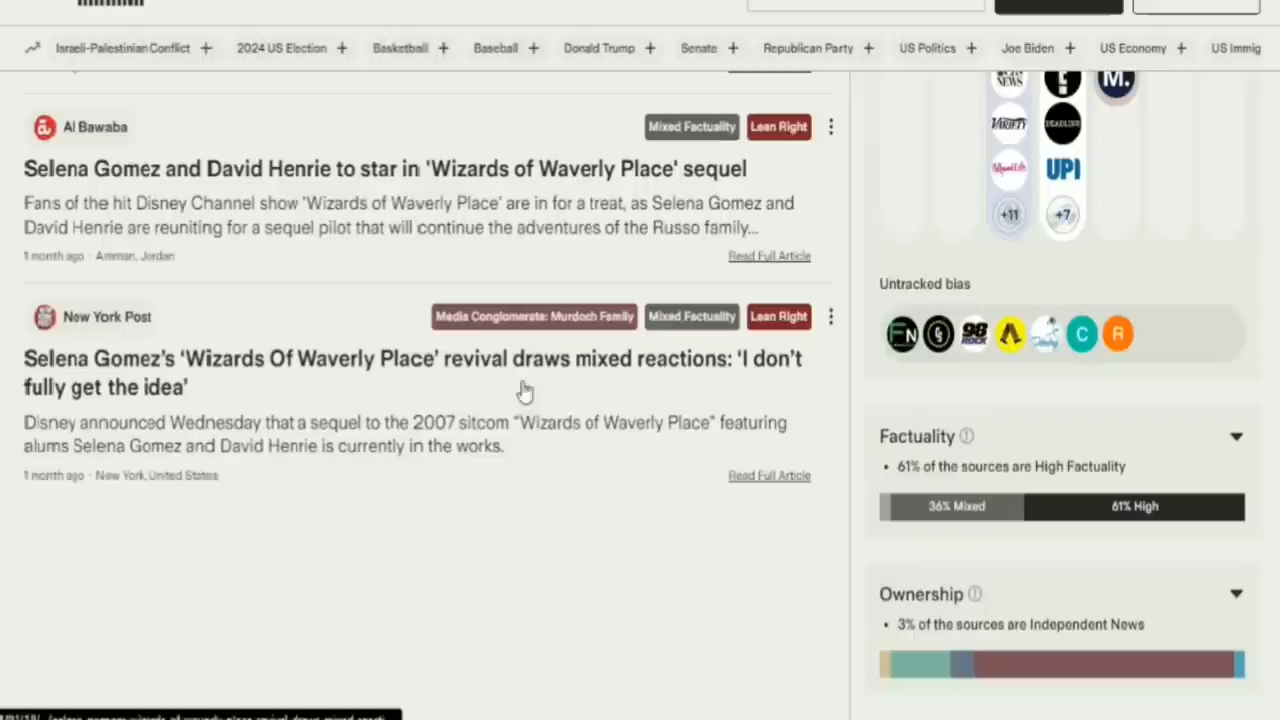 Israeli-Palestinian Conflict + 2024 US Election + Basketball + Baseball + Donald Trump + Senate + Republican Party + US Politics + Joe Biden + US Economy + US Immig
Al Bawaba Mixed Factuality Lean Right
Selena Gomez and David Henrie to star in 'Wizards of Waverly Place' sequel
Fans of the hit Disney Channel show 'Wizards of Waverly Place' are in for a treat, as Selena Gomez and
David Henrie are reuniting for a sequel pilot that will continue the adventures of the Russo family...
1 month ago · Amman, Jordan Read Full Article
New York Post Media Conglomerate: Murdoch Family Mixed Factuality Lean Right
Selena Gomez's 'Wizards Of Waverly Place' revival draws mixed reactions: 'I don't
fully get the idea'
Disney announced Wednesday that a sequel to the 2007 sitcom "Wizards of Waverly Place" featuring
alums Selena Gomez and David Henrie is currently in the works.
1 month ago · New York, United States Read Full Article
NEWS M.
VARIETY DEADLINE
UPI
+11 +7
Untracked bias
FN 98 ROCK C R
Factuality
• 61% of the sources are High Factuality
36% Mixed 61% High
Ownership
• 3% of the sources are Independent News